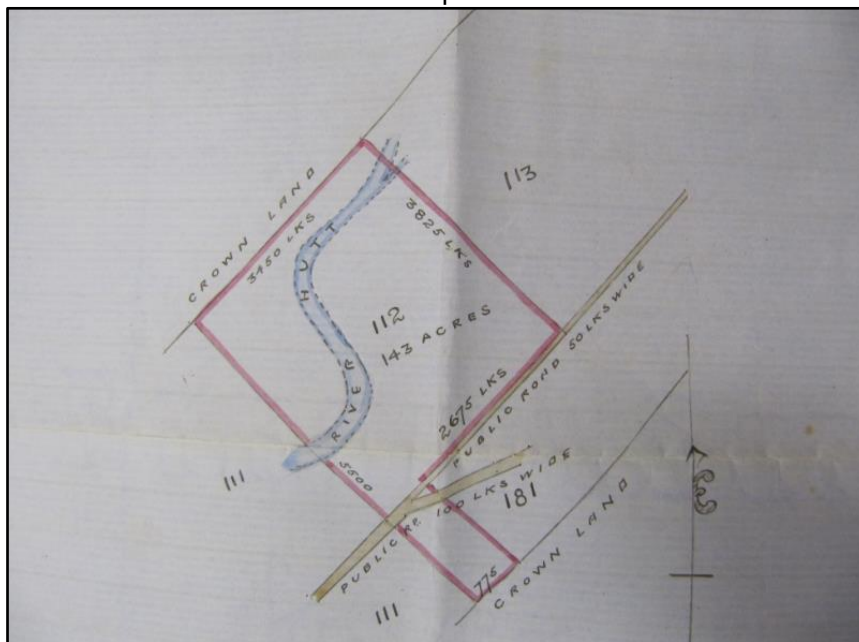 113
CROWN LAND
3450 LKS
3825 LKS
HUTT
RIVER
112
143 ACRES
2675 LKS
PUBLIC ROAD 50 LKS WIDE
111
5500
181
PUBLIC RE 100 LKS WIDE
775
CROWN LAND
111